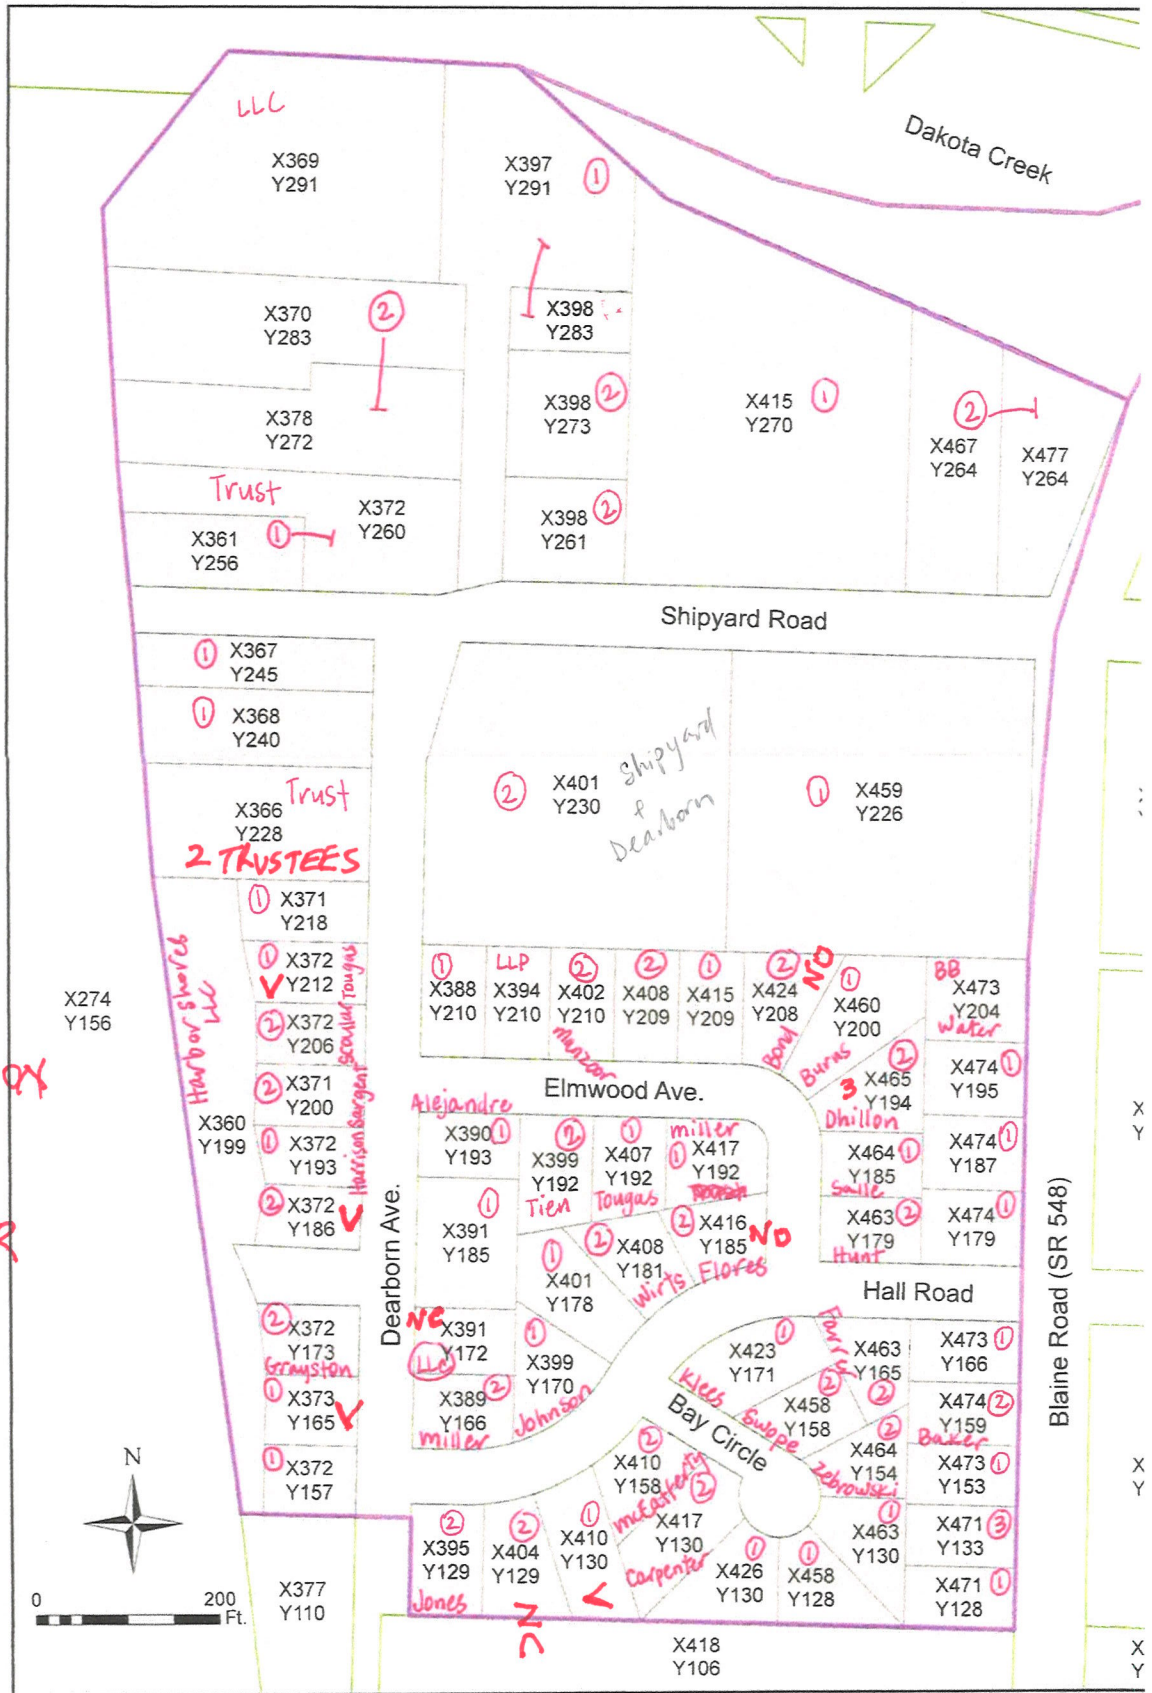 Dakota Creek
LLC
X369
Y291
X397
Y291
1
X370
Y283
2
X398
Y283
X378
Y272
X398
Y273
2
X415
Y270
1
2
X467
Y264
X477
Y264
Trust
X361
Y256
1
X372
Y260
X398
Y261
2
Shipyard Road
1
X367
Y245
1
X368
Y240
X366
Y228
Trust
2 TRUSTEES
2
X401
Y230
Shipyard
&
Dearborn
1
X459
Y226
1
X371
Y218
1
X372
Y212
V
Tougas
2
X372
Y206
Scoular
2
X371
Y200
Sargent
1
X372
Y193
Harrison
2
X372
Y186
V
Harbor Shores
LLC
X360
Y199
X274
Y156
1
X388
Y210
LLP
X394
Y210
2
X402
Y210
Manzoor
2
X408
Y209
1
X415
Y209
2
X424
Y208
Bond
NO
1
X460
Y200
Burns
BB
X473
Y204
Water
2
X465
Y194
3
Dhillon
X474
Y195
1
X464
Y185
1
Salle
X474
Y187
1
X463
Y179
2
Hunt
X474
Y179
1
Elmwood Ave.
Alejandre
X390
Y193
1
2
X399
Y192
Tien
1
X407
Y192
Tougas
miller
1
X417
Y192
1
X391
Y185
1
X401
Y178
2
X408
Y181
Wirts
2
X416
Y185
Flores
NO
Dearborn Ave.
Hall Road
Blaine Road (SR 548)
2
X372
Y173
Grayston
1
X373
Y165
V
1
X372
Y157
NC
X391
Y172
LLC
1
X399
Y170
Johnson
X389
Y166
2
miller
X423
Y171
1
Klees
Farry
X463
Y165
2
X473
Y166
1
2
X458
Y158
Swope
X474
Y159
2
Baker
2
X464
Y154
Zebrowski
X473
Y153
1
Bay Circle
2
X410
Y158
McEafferty
2
X417
Y130
Carpenter
1
X463
Y130
X471
Y133
3
2
X395
Y129
Jones
2
X404
Y129
1
X410
Y130
1
X426
Y130
1
X458
Y128
X471
Y128
1
N
0
200
Ft.
X377
Y110
X418
Y106
X
Y
X
Y
X
Y